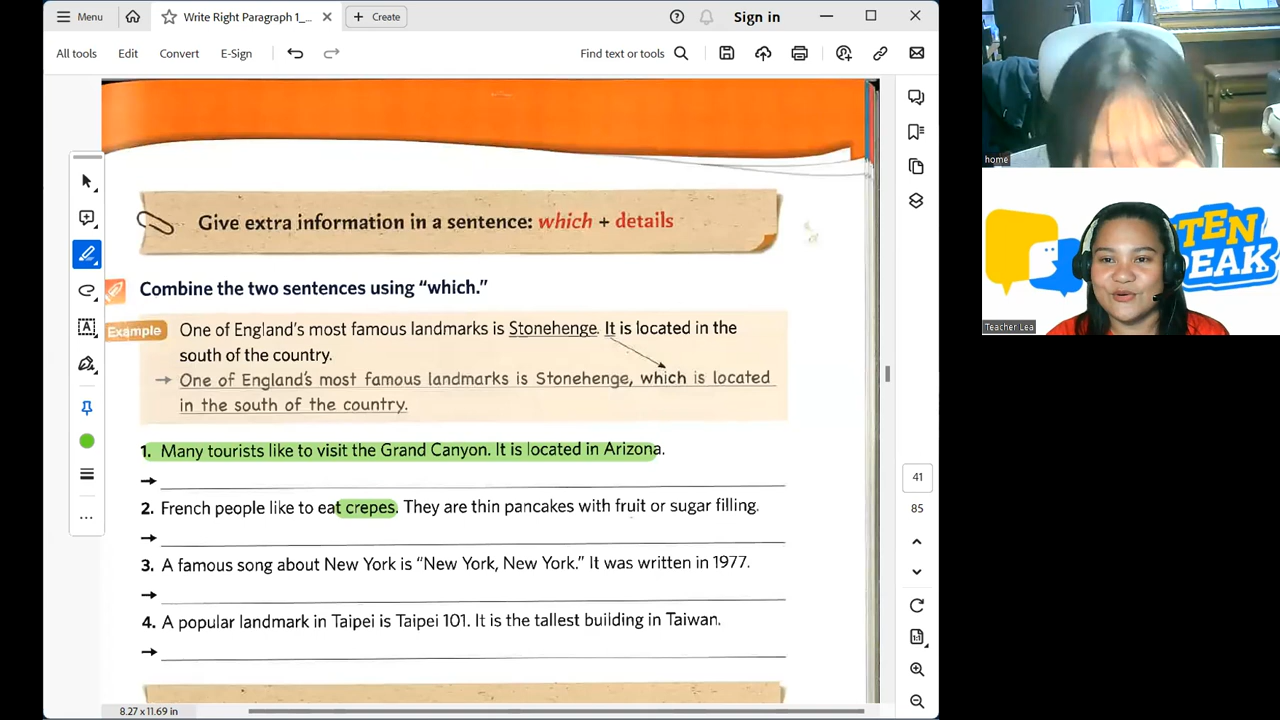 Menu
Write Right Paragraph 1_...
Create
Sign in
All tools
Edit
Convert
E-Sign
Find text or tools
Give extra information in a sentence: which + details
Combine the two sentences using “which.”
Example
One of England’s most famous landmarks is Stonehenge. It is located in the
south of the country.
→ One of England’s most famous landmarks is Stonehenge, which is located
in the south of the country.
1. Many tourists like to visit the Grand Canyon. It is located in Arizona.
→
2. French people like to eat crepes. They are thin pancakes with fruit or sugar filling.
→
3. A famous song about New York is “New York, New York.” It was written in 1977.
→
4. A popular landmark in Taipei is Taipei 101. It is the tallest building in Taiwan.
→
8.27 x 11.69 in
41
85
1:1
home
TEN
EAK
Teacher Lea